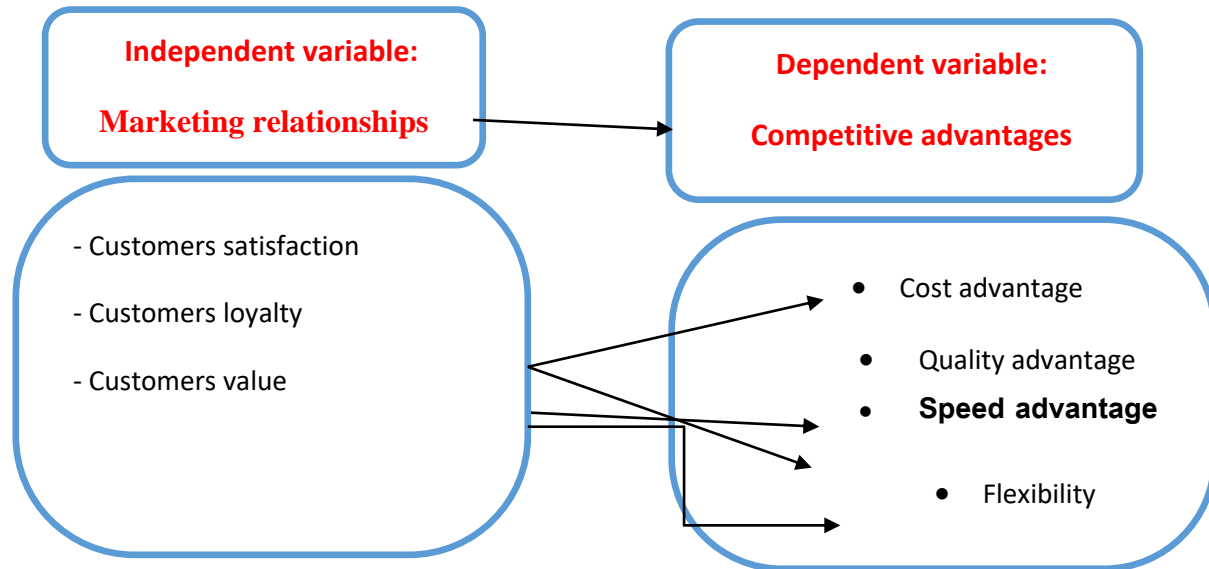 Independent variable:
Marketing relationships
Dependent variable:
Competitive advantages
- Customers satisfaction
- Customers loyalty
- Customers value
• Cost advantage
• Quality advantage
• Speed advantage
• Flexibility